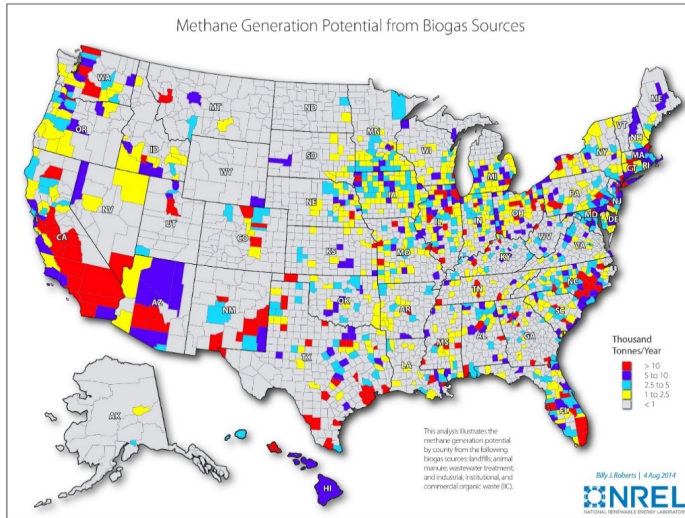 Methane Generation Potential from Biogas Sources
WA
MT
ND
MN
ME
VT
NH
OR
ID
SD
WI
NY
MA
CT
RI
WY
MI
IA
PA
NJ
NE
NV
UT
IL
IN
OH
MD
DE
CA
CO
KS
MO
WV
VA
KY
NC
TN
AZ
NM
OK
AR
SC
MS
AL
GA
TX
LA
FL
AK
HI
Thousand
Tonnes/Year
> 10
5 to 10
2.5 to 5
1 to 2.5
< 1
This analysis illustrates the
methane generation potential
by county from the following
biogas sources: landfills; animal
manure; wastewater treatment;
and industrial, institutional, and
commercial organic waste (IIC).
Billy J. Roberts | 4 Aug 2014
NREL
NATIONAL RENEWABLE ENERGY LABORATORY